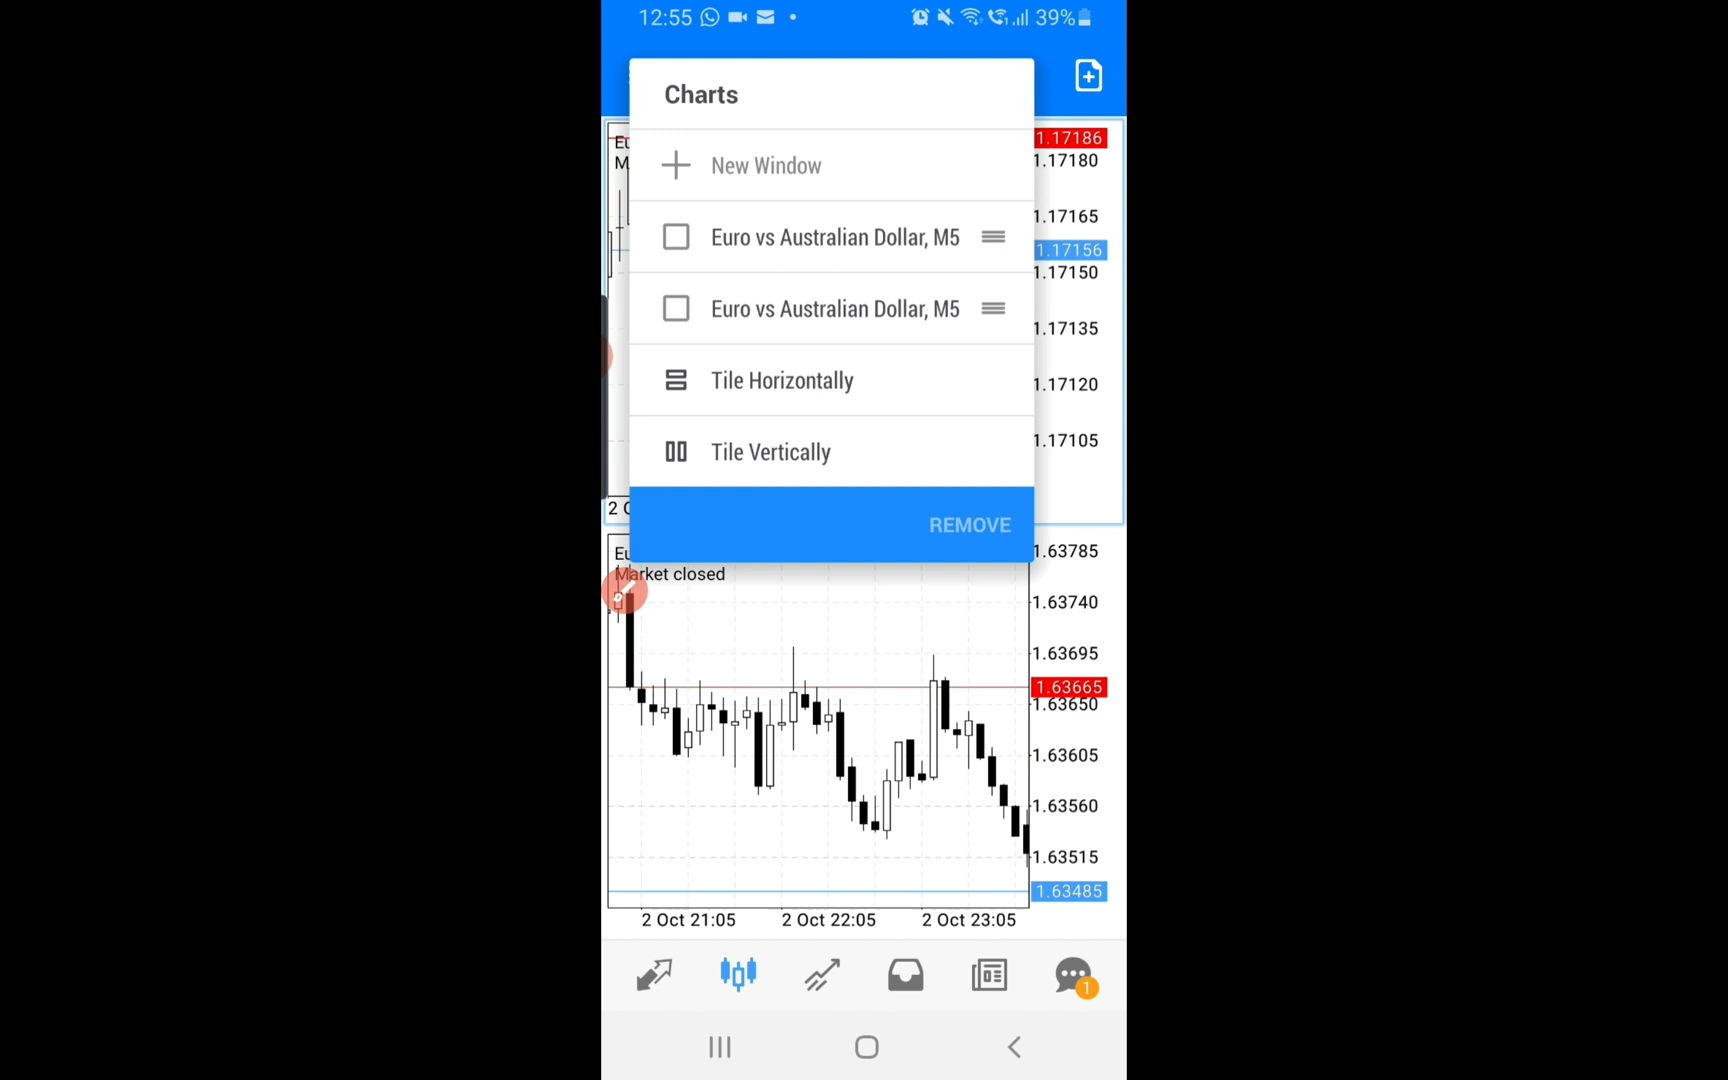 12:55
39%
Charts
New Window
Euro vs Australian Dollar, M5
Euro vs Australian Dollar, M5
Tile Horizontally
Tile Vertically
REMOVE
1.17186
1.17180
1.17165
1.17156
1.17150
1.17135
1.17120
1.17105
Market closed
1.63785
1.63740
1.63695
1.63665
1.63650
1.63605
1.63560
1.63515
1.63485
2 Oct 21:05
2 Oct 22:05
2 Oct 23:05
1